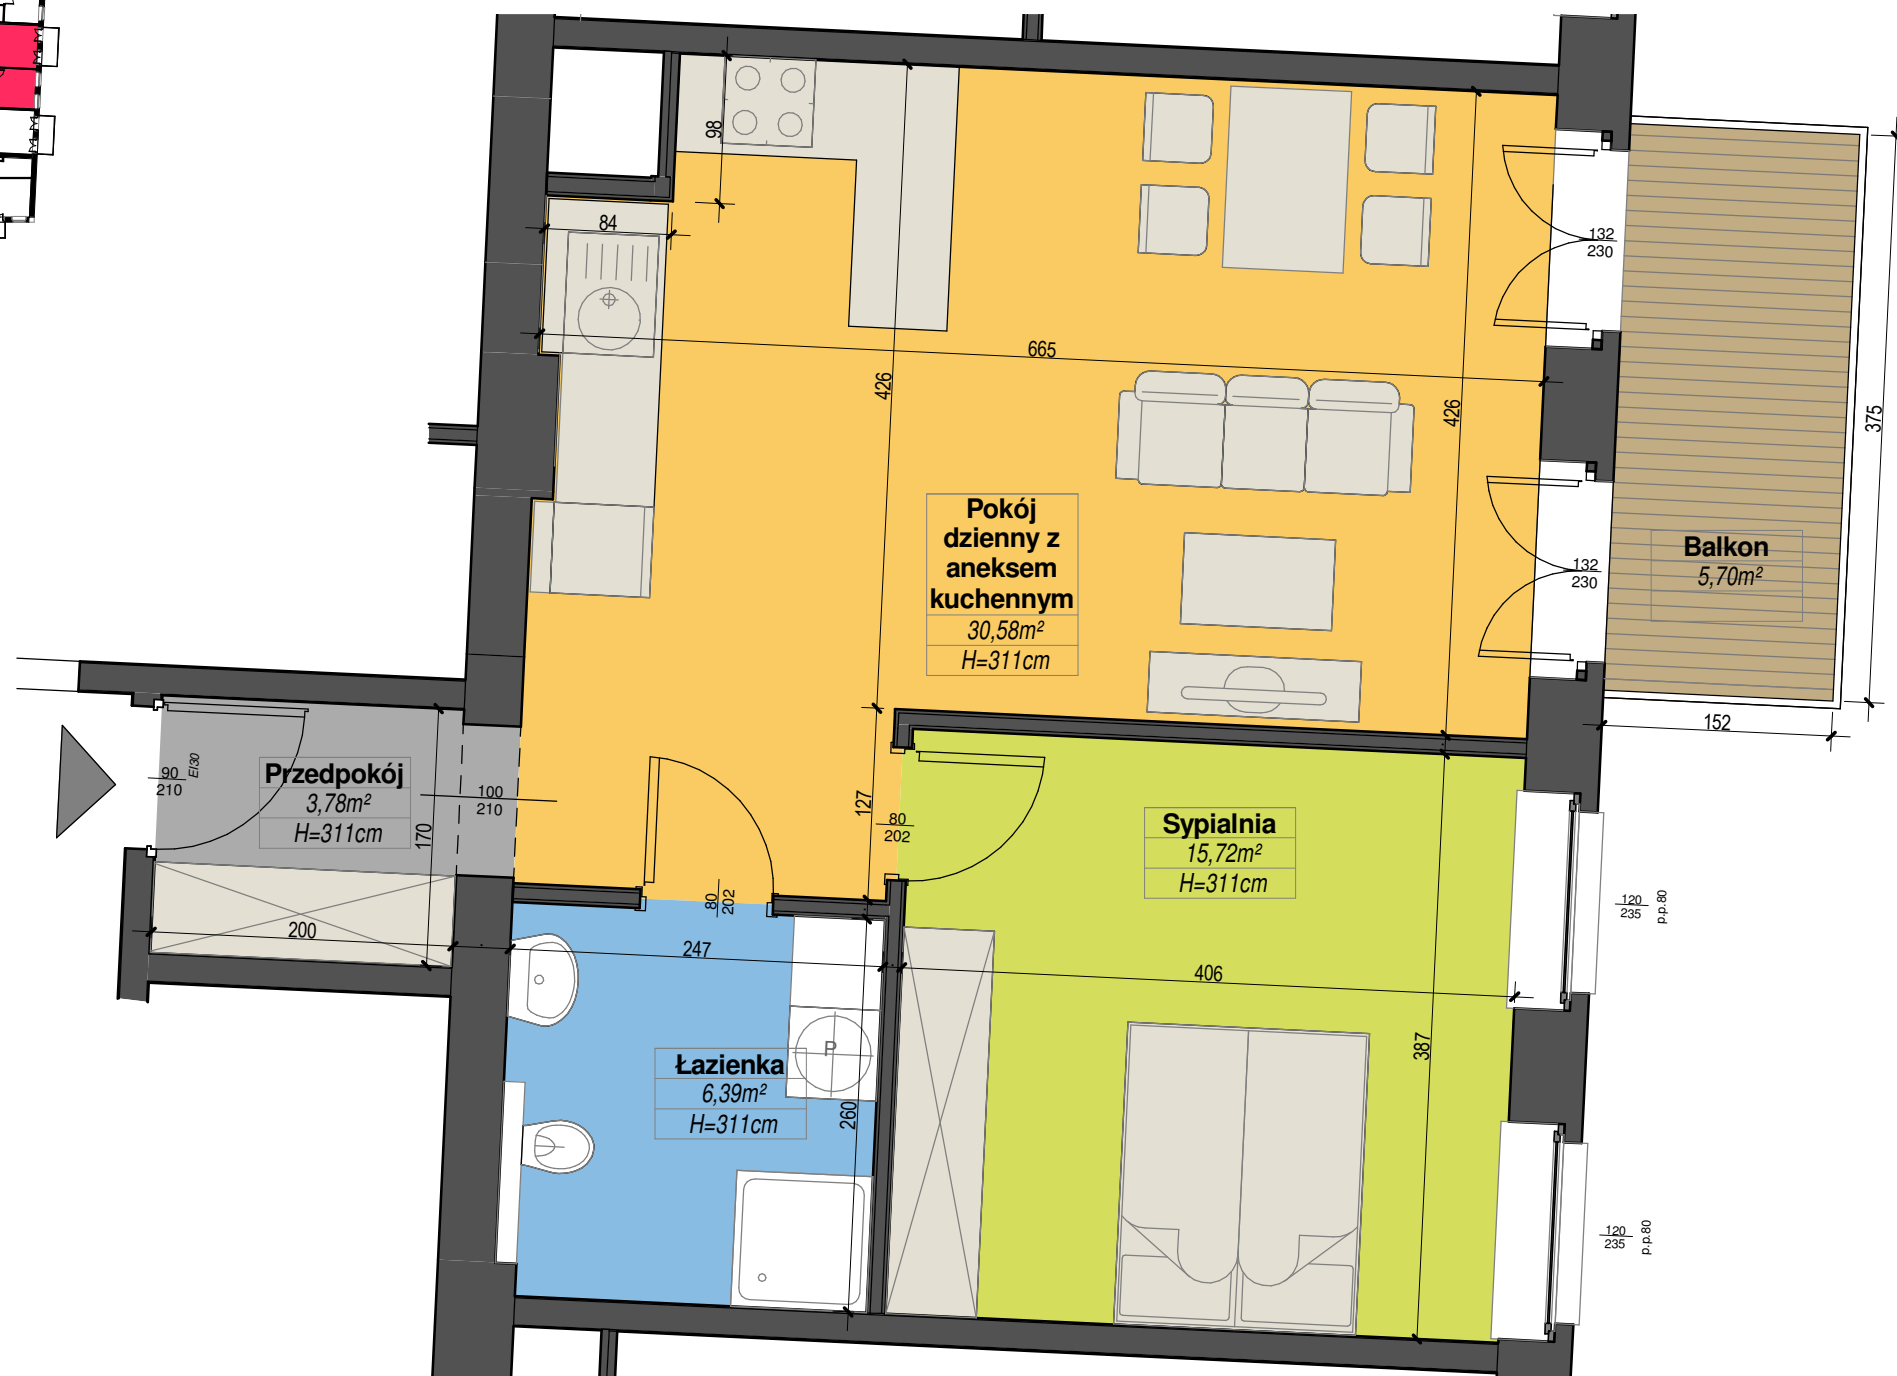 98
84
132
230
665
426
426
375
Pokój
dzienny z
aneksem
kuchennym
30,58m²
H=311cm
132
230
Balkon
5,70m²
152
90
210
EI30
Przedpokój
3,78m²
H=311cm
170
100
210
127
80
202
Sypialnia
15,72m²
H=311cm
80
202
120
235
p.p.80
200
247
406
387
P
Łazienka
6,39m²
H=311cm
260
120
235
p.p.80